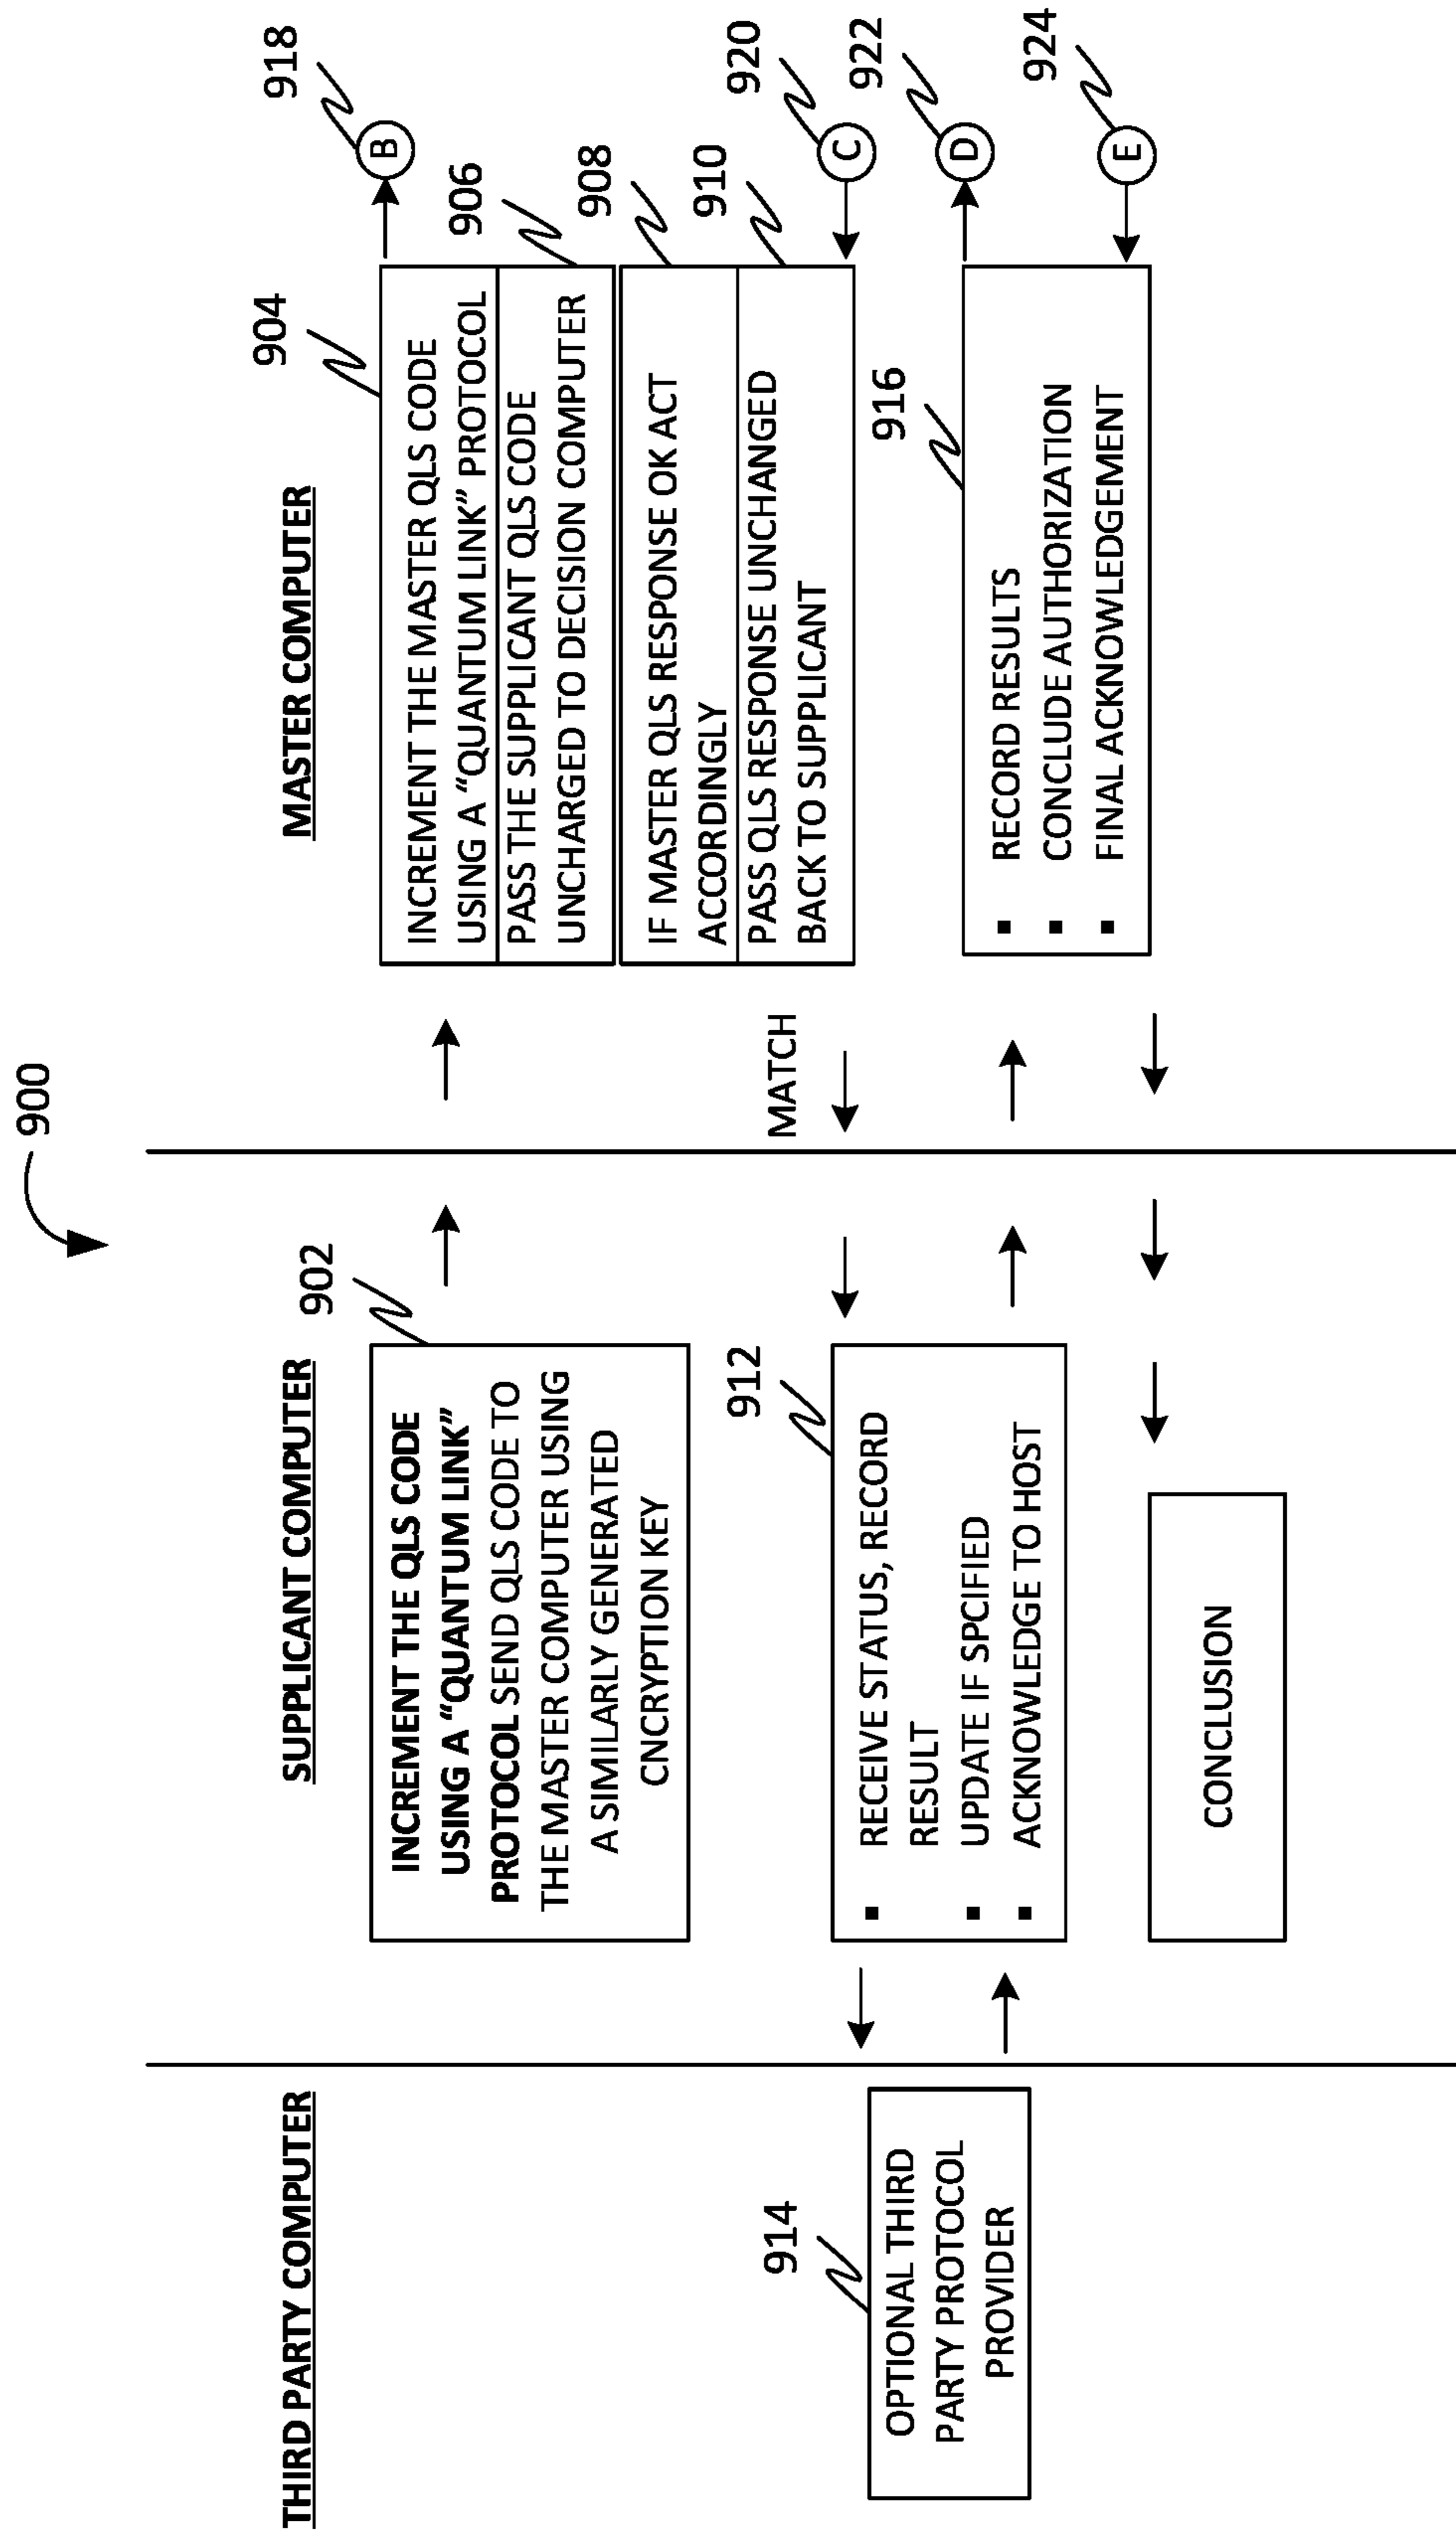 900
THIRD PARTY COMPUTER
914
OPTIONAL THIRD
PARTY PROTOCOL
PROVIDER
SUPPLICANT COMPUTER
902
INCREMENT THE QLS CODE
USING A “QUANTUM LINK”
PROTOCOL SEND QLS CODE TO
THE MASTER COMPUTER USING
A SIMILARLY GENERATED
CNCRYPTION KEY
912
▪ RECEIVE STATUS, RECORD
RESULT
▪ UPDATE IF SPCIFIED
▪ ACKNOWLEDGE TO HOST
CONCLUSION
MASTER COMPUTER
904
INCREMENT THE MASTER QLS CODE
USING A “QUANTUM LINK” PROTOCOL
906
PASS THE SUPPLICANT QLS CODE
UNCHARGED TO DECISION COMPUTER
908
IF MASTER QLS RESPONSE OK ACT
ACCORDINGLY
910
PASS QLS RESPONSE UNCHANGED
BACK TO SUPPLICANT
MATCH
916
▪ RECORD RESULTS
▪ CONCLUDE AUTHORIZATION
▪ FINAL ACKNOWLEDGEMENT
918
B
920
C
922
D
924
E